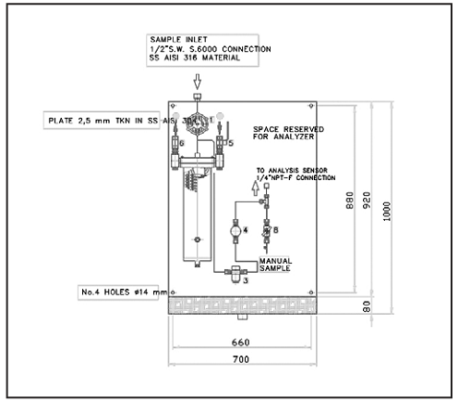 SAMPLE INLET
1/2"S.W. S.6000 CONNECTION
SS AISI 316 MATERIAL
PLATE 2,5 mm TKN IN SS AISI 304
SPACE RESERVED
FOR ANALYZER
6
5
TO ANALYSIS SENSOR
1/4"NPT-F CONNECTION
4
8
MANUAL
SAMPLE
3
No.4 HOLES ø14 mm
880
920
1000
80
660
700